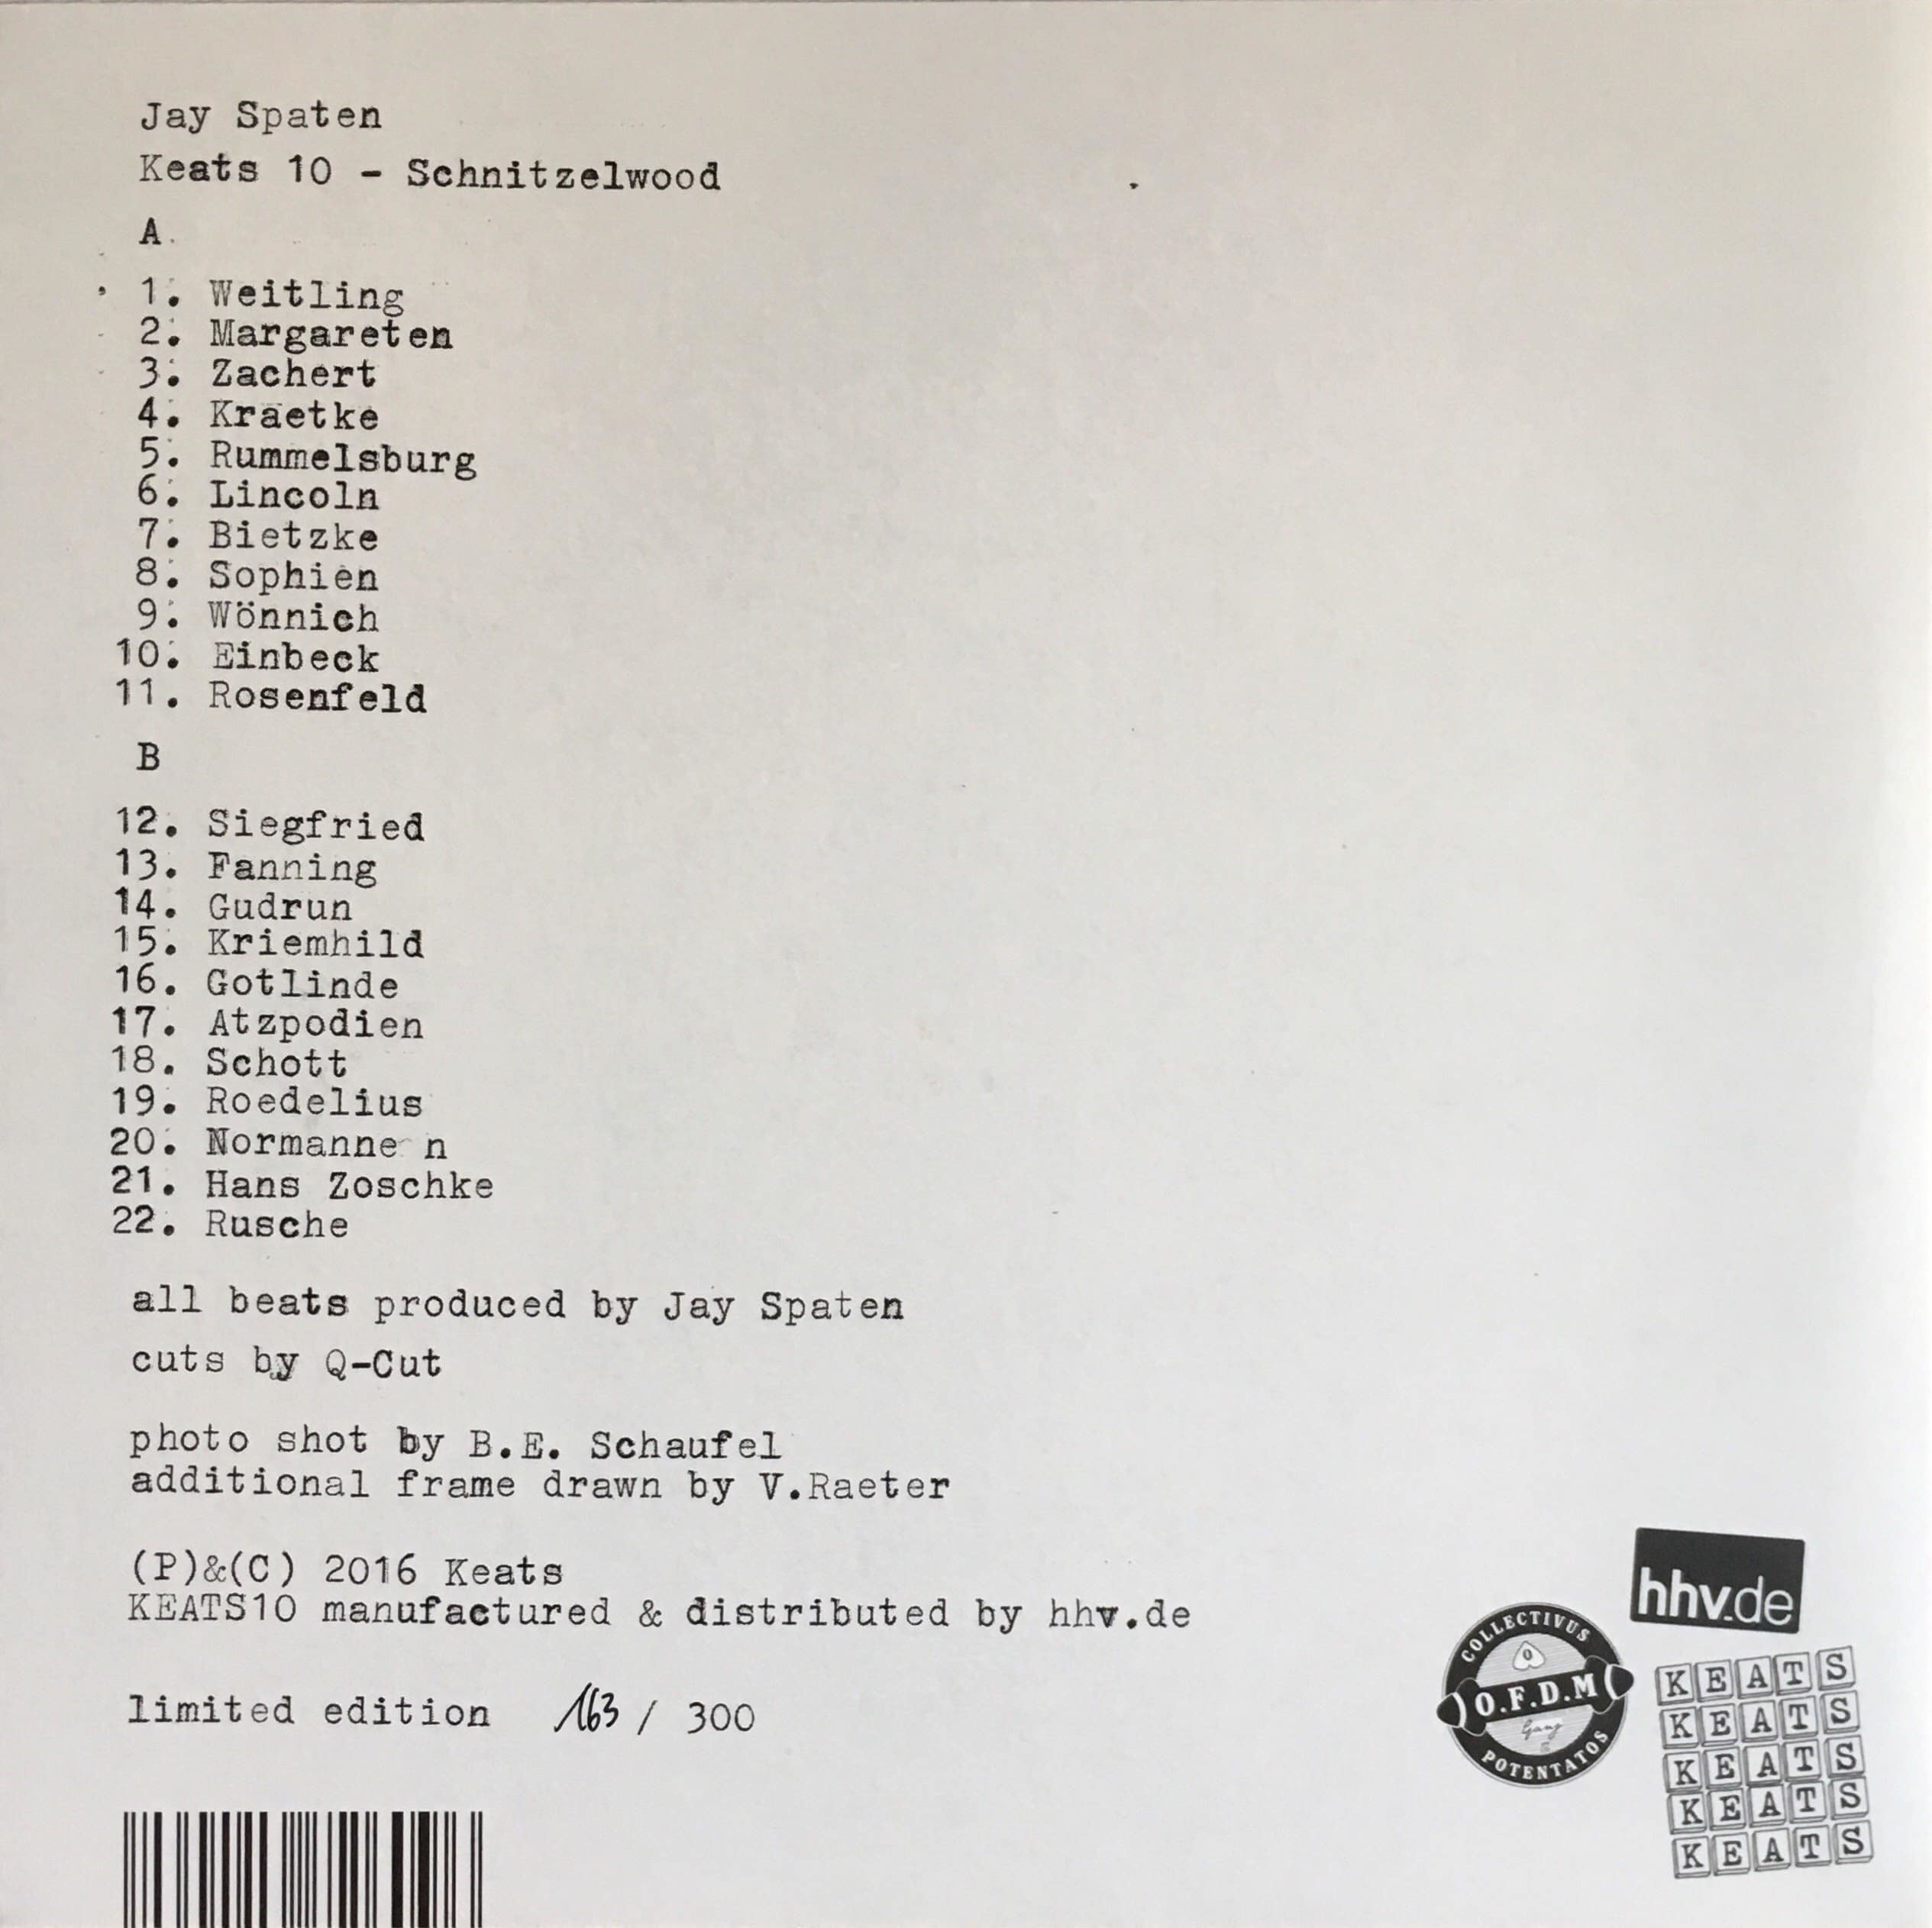 Jay Spaten
Keats 10 - Schnitzelwood
A.
1. Weitling
2. Margareten
3. Zachert
4. Kraetke
5. Rummelsburg
6. Lincoln
7. Bietzke
8. Sophien
9. Wönnich
10. Einbeck
11. Rosenfeld
B
12. Siegfried
13. Fanning
14. Gudrun
15. Kriemhild
16. Gotlinde
17. Atzpodien
18. Schott
19. Roedelius
20. Normanne n
21. Hans Zoschke
22. Rusche
all beats produced by Jay Spaten
cuts by Q-Cut
photo shot by B.E. Schaufel
additional frame drawn by V.Raeter
(P)&(C) 2016 Keats
KEATS10 manufactured & distributed by hhv.de
limited edition 163 / 300
hhv.de
COLLECTIVUS
O
O.F.D.M
Gang
POTENTATOS
KEATS
KEATS
KEATS
KEATS
KEATS